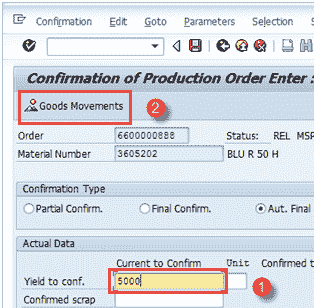 Confirmation Edit Goto Parameters Selection
Confirmation of Production Order Enter :
Goods Movements
2
Order 6600000888 Status: REL MSP
Material Number 3605202 BLU R 50 H
Confirmation Type
Partial Confirm. Final Confirm. Aut. Final
Actual Data
Current to Confirm Unit Confirmed t
Yield to conf. 5000
1
Confirmed scrap